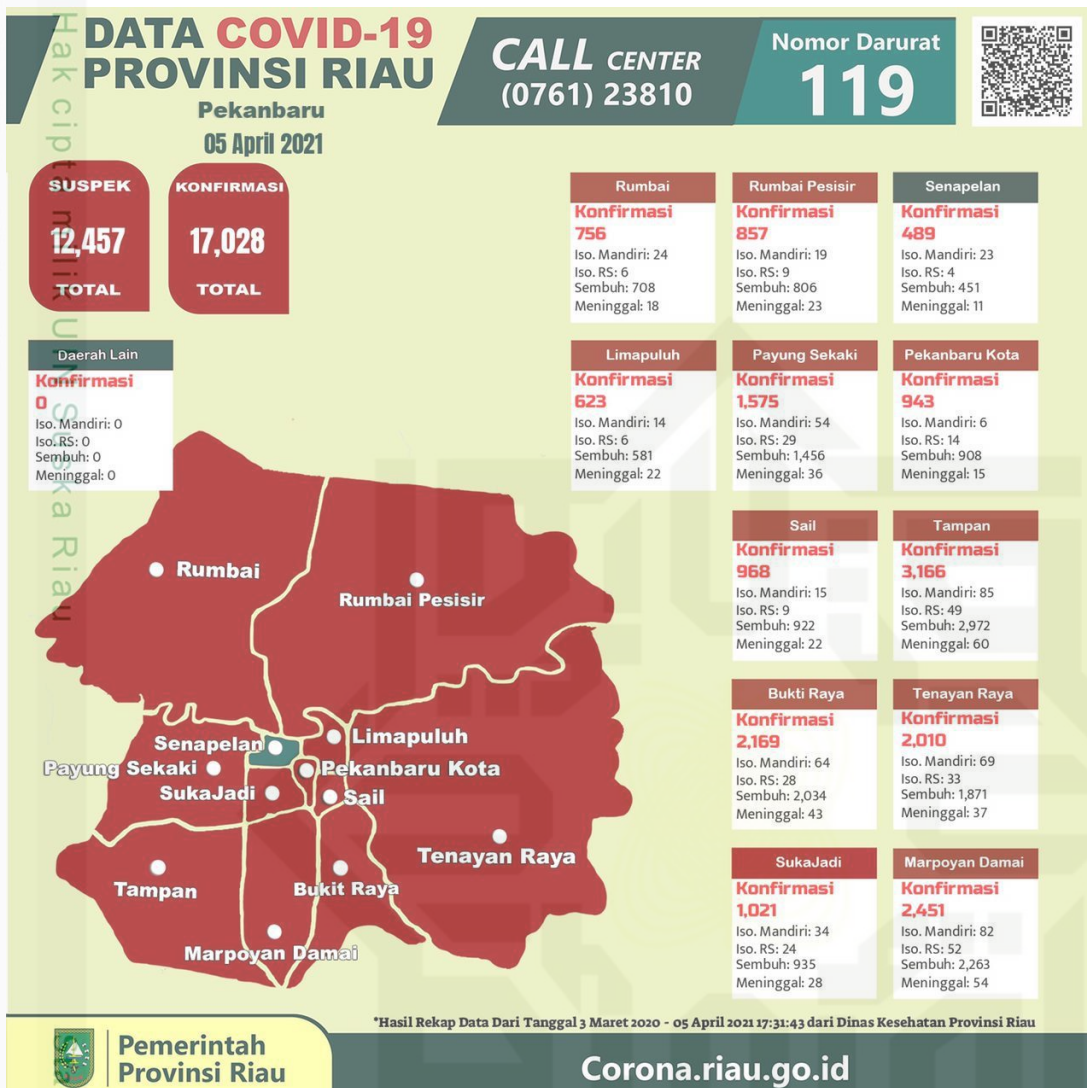 DATA COVID-19
PROVINSI RIAU
Pekanbaru
05 April 2021
CALL CENTER
(0761) 23810
Nomor Darurat
119
Hak cipta milik UIN Suska Riau
SUSPEK
12,457
TOTAL
KONFIRMASI
17,028
TOTAL
Rumbai
Konfirmasi
756
Iso. Mandiri: 24
Iso. RS: 6
Sembuh: 708
Meninggal: 18
Rumbai Pesisir
Konfirmasi
857
Iso. Mandiri: 19
Iso. RS: 9
Sembuh: 806
Meninggal: 23
Senapelan
Konfirmasi
489
Iso. Mandiri: 23
Iso. RS: 4
Sembuh: 451
Meninggal: 11
Daerah Lain
Konfirmasi
0
Iso. Mandiri: 0
Iso. RS: 0
Sembuh: 0
Meninggal: 0
Limapuluh
Konfirmasi
623
Iso. Mandiri: 14
Iso. RS: 6
Sembuh: 581
Meninggal: 22
Payung Sekaki
Konfirmasi
1,575
Iso. Mandiri: 54
Iso. RS: 29
Sembuh: 1,456
Meninggal: 36
Pekanbaru Kota
Konfirmasi
943
Iso. Mandiri: 6
Iso. RS: 14
Sembuh: 908
Meninggal: 15
Sail
Konfirmasi
968
Iso. Mandiri: 15
Iso. RS: 9
Sembuh: 922
Meninggal: 22
Tampan
Konfirmasi
3,166
Iso. Mandiri: 85
Iso. RS: 49
Sembuh: 2,972
Meninggal: 60
Bukti Raya
Konfirmasi
2,169
Iso. Mandiri: 64
Iso. RS: 28
Sembuh: 2,034
Meninggal: 43
Tenayan Raya
Konfirmasi
2,010
Iso. Mandiri: 69
Iso. RS: 33
Sembuh: 1,871
Meninggal: 37
SukaJadi
Konfirmasi
1,021
Iso. Mandiri: 34
Iso. RS: 24
Sembuh: 935
Meninggal: 28
Marpoyan Damai
Konfirmasi
2,451
Iso. Mandiri: 82
Iso. RS: 52
Sembuh: 2,263
Meninggal: 54
Rumbai
Rumbai Pesisir
Senapelan
Limapuluh
Payung Sekaki
Pekanbaru Kota
SukaJadi
Sail
Tenayan Raya
Tampan
Bukit Raya
Marpoyan Damai
*Hasil Rekap Data Dari Tanggal 3 Maret 2020 - 05 April 2021 17:31:43 dari Dinas Kesehatan Provinsi Riau
Pemerintah
Provinsi Riau
Corona.riau.go.id